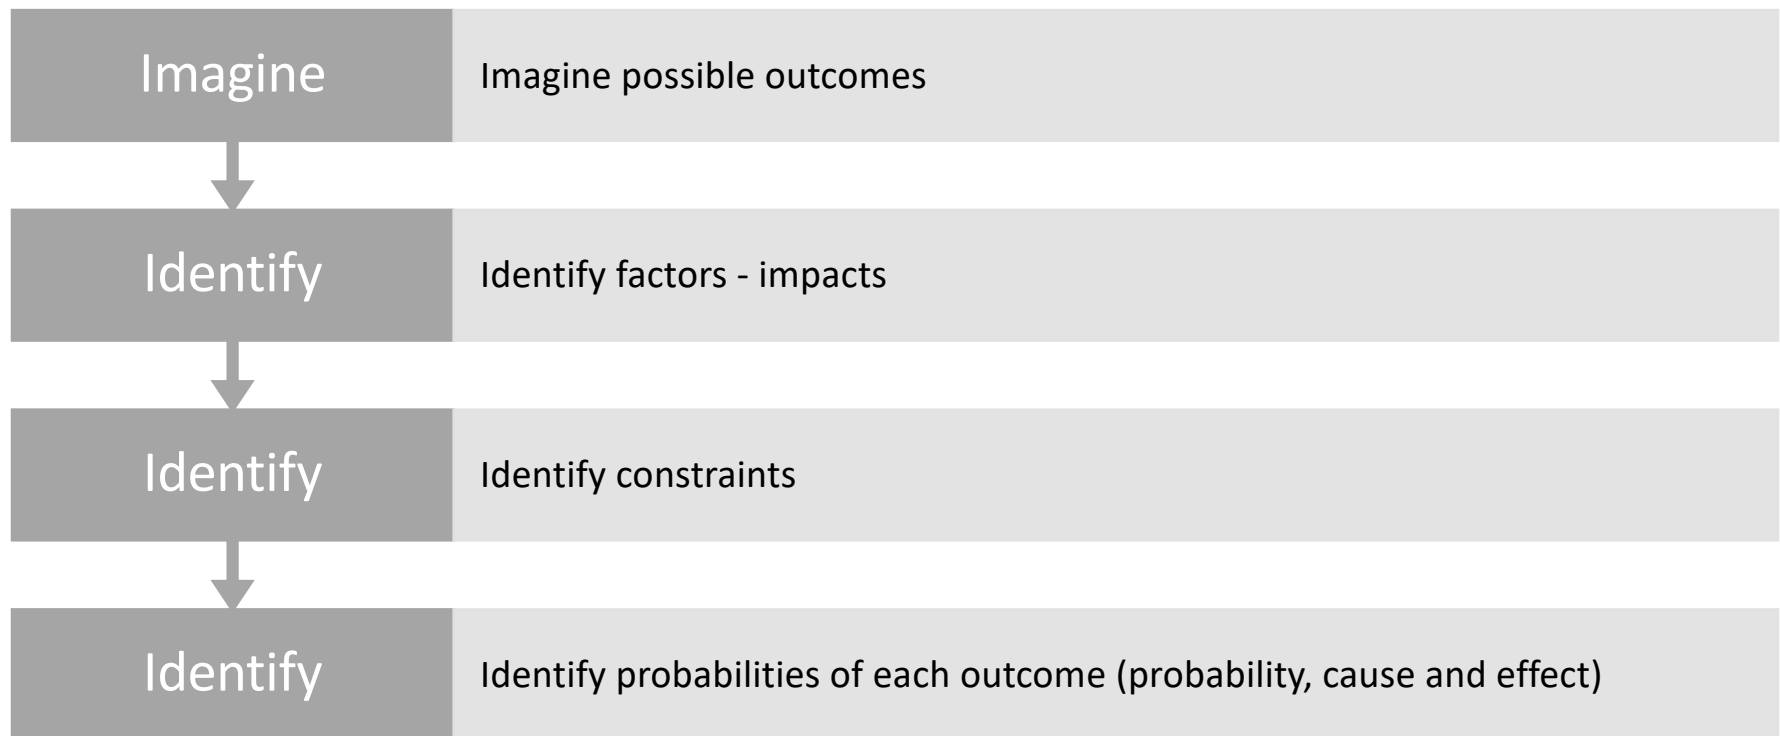 Imagine
Imagine possible outcomes
Identify
Identify factors - impacts
Identify
Identify constraints
Identify
Identify probabilities of each outcome (probability, cause and effect)